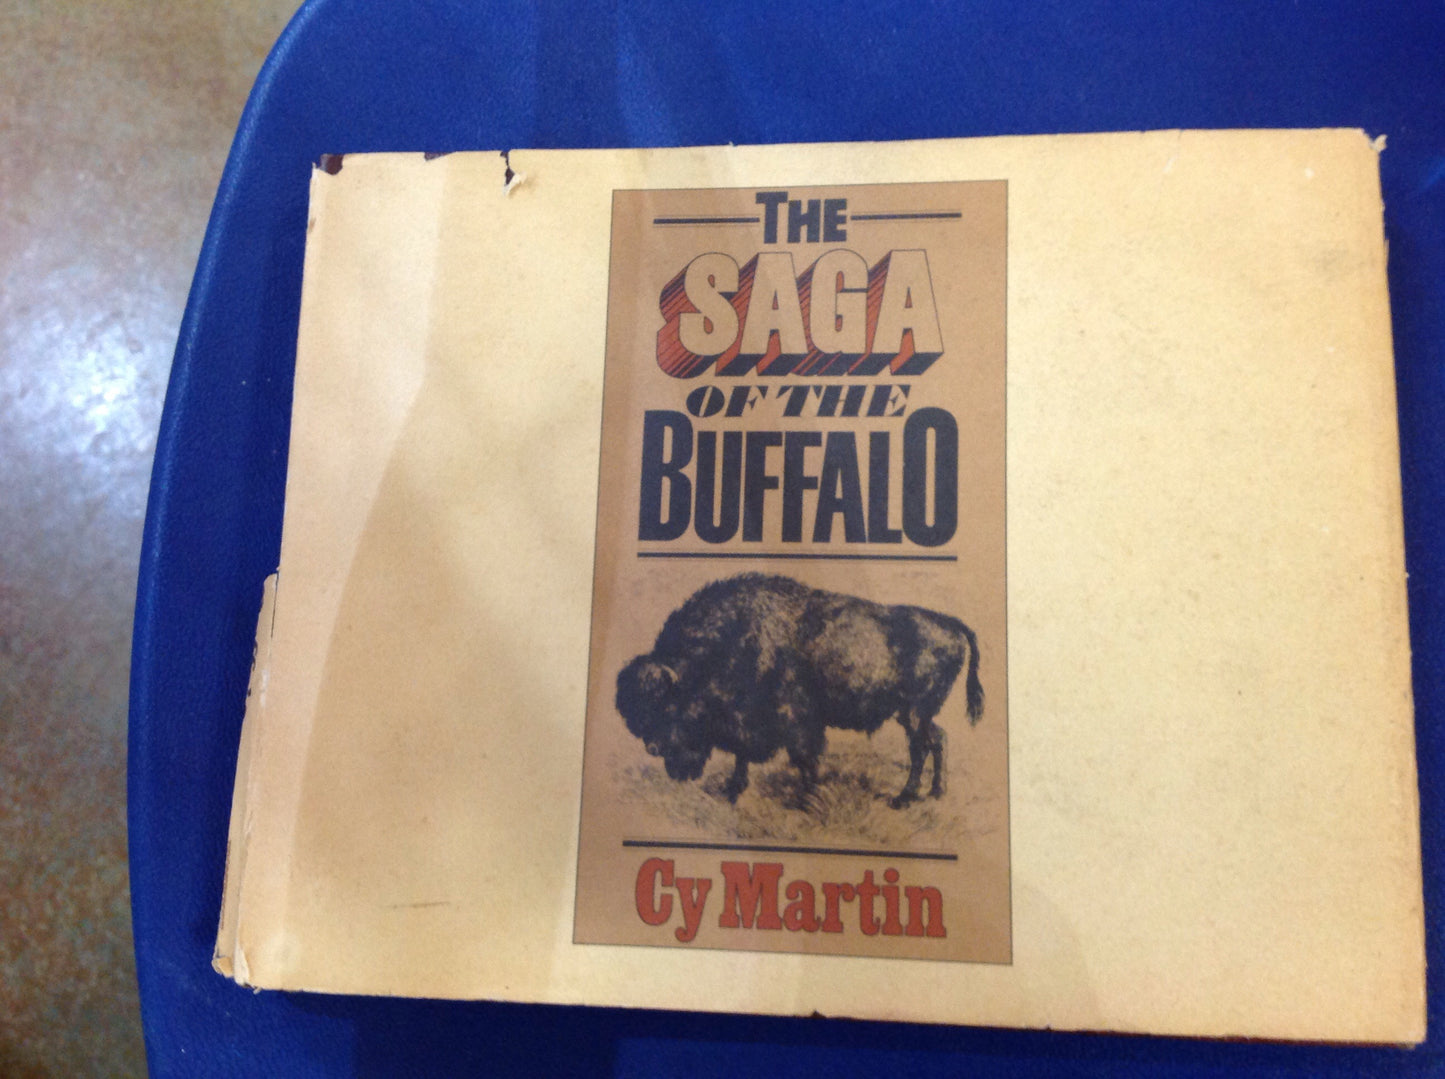 THE
SAGA
OF THE
BUFFALO
Cy Martin